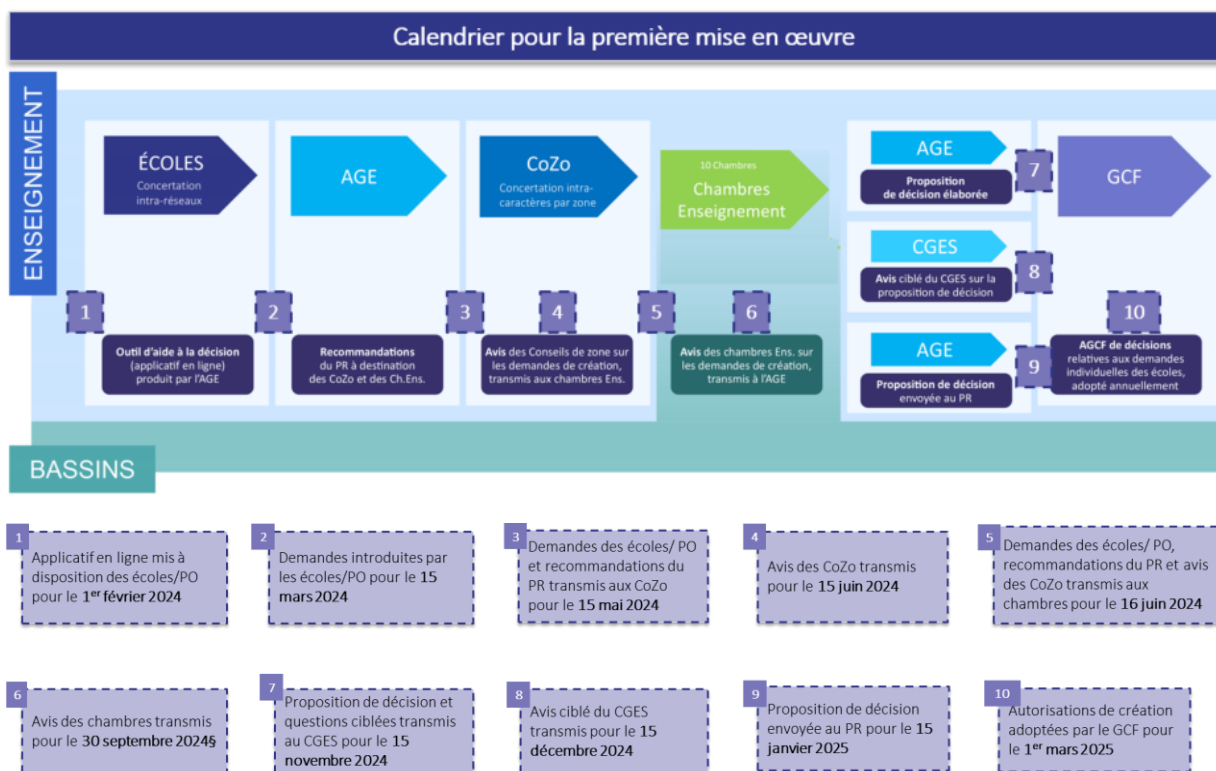 Calendrier pour la première mise en œuvre
ENSEIGNEMENT
ÉCOLES
Concertation
intra-réseaux
AGE
CoZo
Concertation intra-
caractères par zone
10 Chambres
Chambres
Enseignement
AGE
Proposition
de décision élaborée
7
GCF
CGES
Avis ciblé du CGES sur la
proposition de décision
8
1
2
3
4
5
6
10
Outil d'aide à la décision
(applicatif en ligne)
produit par l'AGE
Recommandations
du PR à destination
des CoZo et des Ch.Ens.
Avis des Conseils de zone sur
les demandes de création,
transmis aux chambres Ens.
Avis des chambres Ens. sur
les demandes de création,
transmis à l'AGE
AGE
Proposition de décision
envoyée au PR
9
AGCF de décisions
relatives aux demandes
individuelles des écoles,
adopté annuellement
BASSINS
1
Applicatif en ligne mis à
disposition des écoles/PO
pour le 1er février 2024
2
Demandes introduites par
les écoles/PO pour le 15
mars 2024
3
Demandes des écoles/ PO
et recommandations du
PR transmis aux CoZo
pour le 15 mai 2024
4
Avis des CoZo transmis
pour le 15 juin 2024
5
Demandes des écoles/ PO,
recommandations du PR et avis
des CoZo transmis aux
chambres pour le 16 juin 2024
6
Avis des chambres transmis
pour le 30 septembre 2024§
7
Proposition de décision et
questions ciblées transmis
au CGES pour le 15
novembre 2024
8
Avis ciblé du CGES
transmis pour le 15
décembre 2024
9
Proposition de décision
envoyée au PR pour le 15
janvier 2025
10
Autorisations de création
adoptées par le GCF pour
le 1er mars 2025